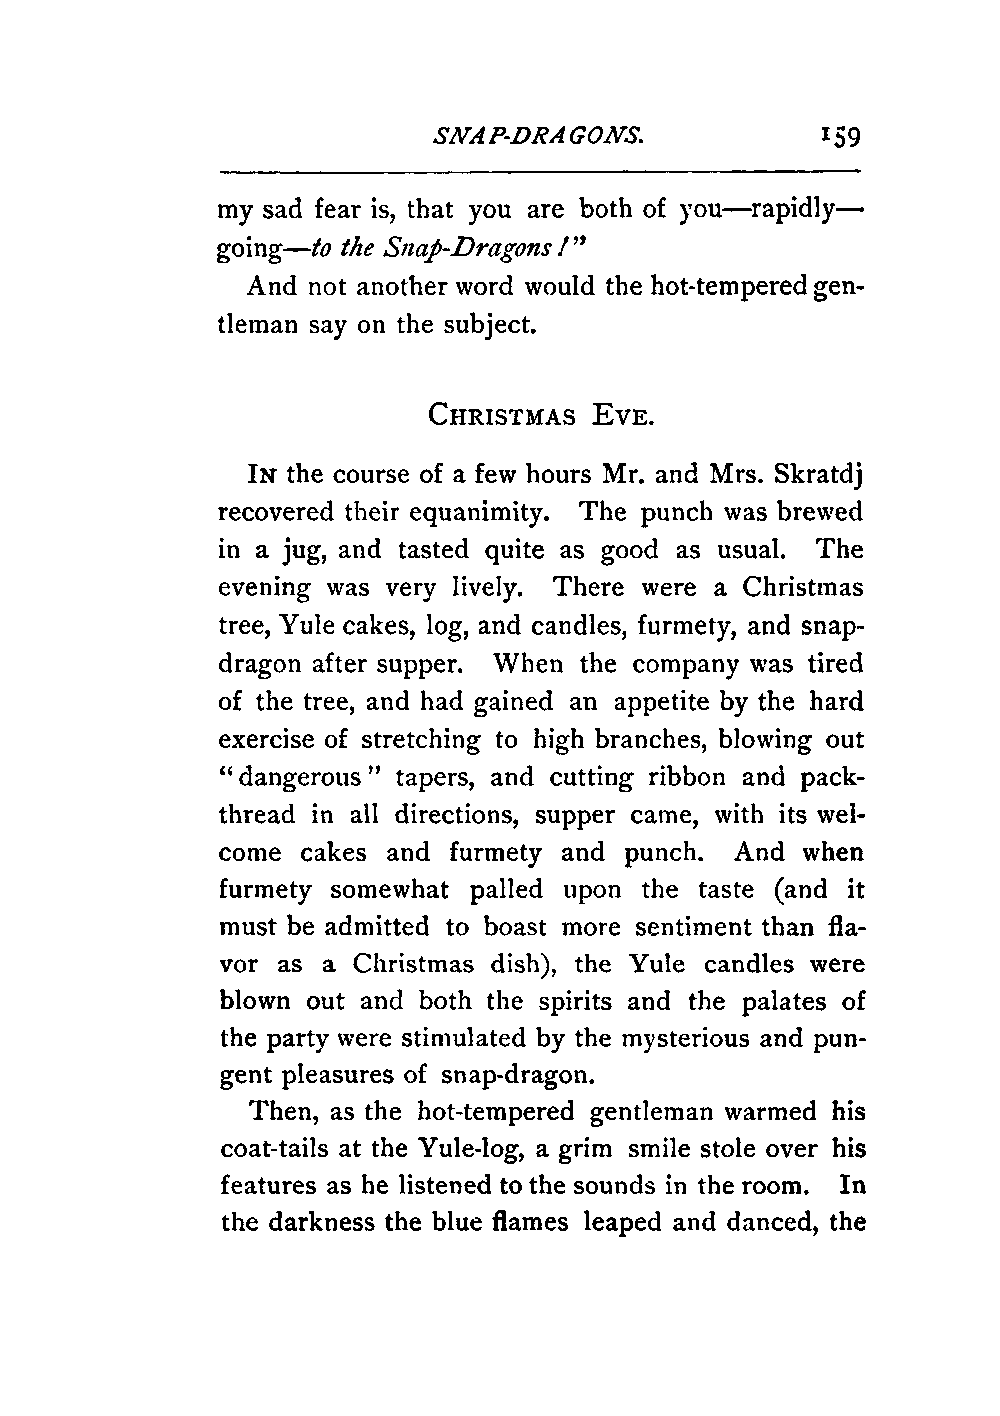 SNAP-DRAGONS. 159
my sad fear is, that you are both of you—rapidly—
going—to the Snap-Dragons!"
And not another word would the hot-tempered gen-
tleman say on the subject.
CHRISTMAS EVE.
IN the course of a few hours Mr. and Mrs. Skratdj
recovered their equanimity. The punch was brewed
in a jug, and tasted quite as good as usual. The
evening was very lively. There were a Christmas
tree, Yule cakes, log, and candles, furmety, and snap-
dragon after supper. When the company was tired
of the tree, and had gained an appetite by the hard
exercise of stretching to high branches, blowing out
"dangerous" tapers, and cutting ribbon and pack-
thread in all directions, supper came, with its wel-
come cakes and furmety and punch. And when
furmety somewhat palled upon the taste (and it
must be admitted to boast more sentiment than fla-
vor as a Christmas dish), the Yule candles were
blown out and both the spirits and the palates of
the party were stimulated by the mysterious and pun-
gent pleasures of snap-dragon.
Then, as the hot-tempered gentleman warmed his
coat-tails at the Yule-log, a grim smile stole over his
features as he listened to the sounds in the room. In
the darkness the blue flames leaped and danced, the